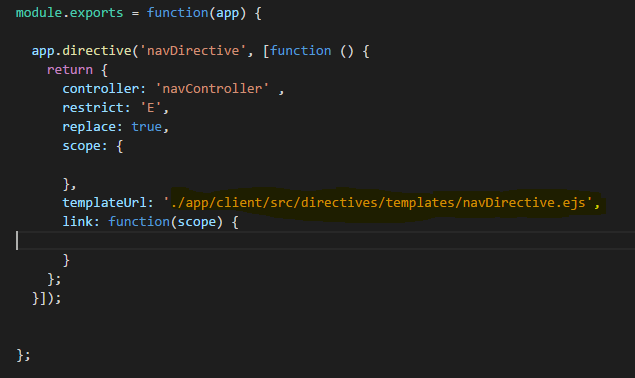 module.exports = function(app) {
app.directive('navDirective', [function () {
return {
controller: 'navController' ,
restrict: 'E',
replace: true,
scope: {
},
templateUrl: './app/client/src/directives/templates/navDirective.ejs',
link: function(scope) {
}
};
}]);
};